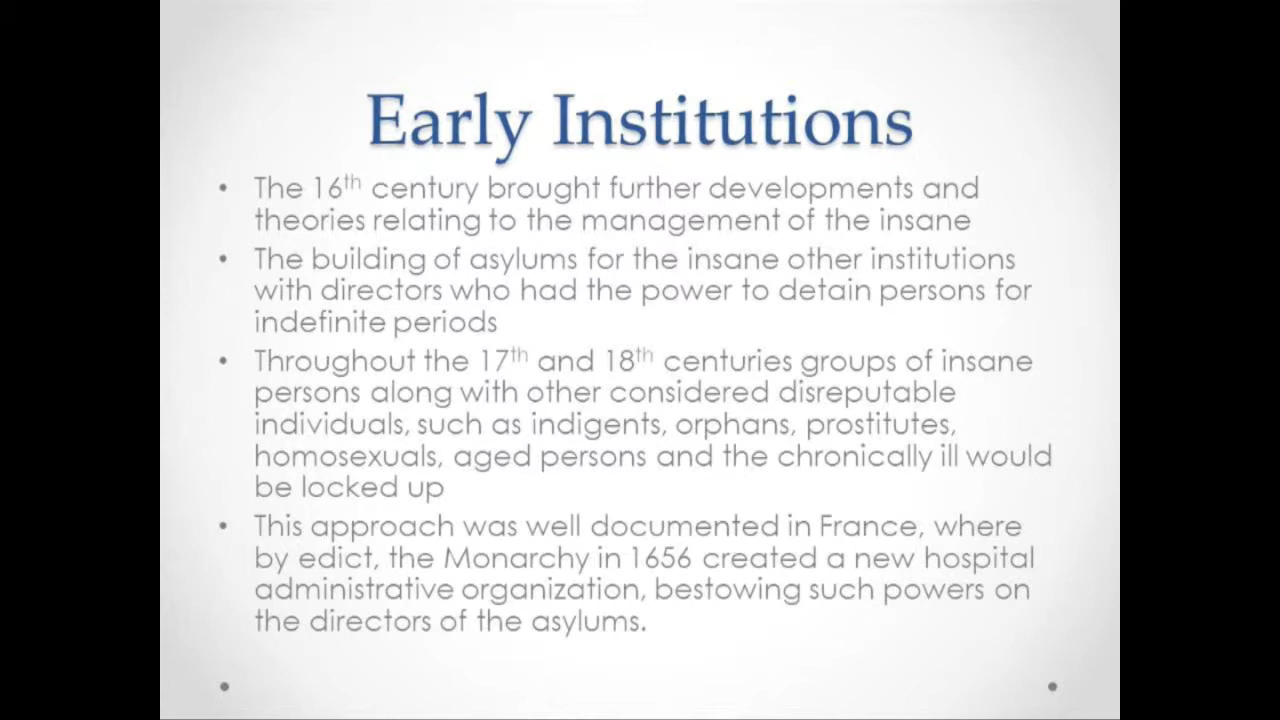 Early Institutions
• The 16th century brought further developments and
theories relating to the management of the insane
• The building of asylums for the insane other institutions
with directors who had the power to detain persons for
indefinite periods
• Throughout the 17th and 18th centuries groups of insane
persons along with other considered disreputable
individuals, such as indigents, orphans, prostitutes,
homosexuals, aged persons and the chronically ill would
be locked up
• This approach was well documented in France, where
by edict, the Monarchy in 1656 created a new hospital
administrative organization, bestowing such powers on
the directors of the asylums.